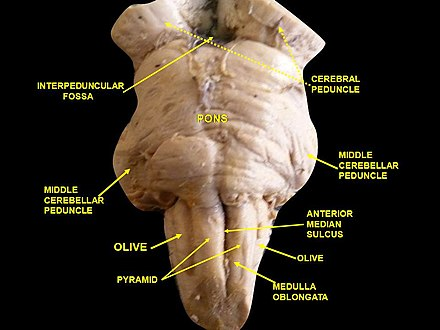 INTERPEDUNCULAR
FOSSA
CEREBRAL
PEDUNCLE
PONS
MIDDLE
CEREBELLAR
PEDUNCLE
MIDDLE
CEREBELLAR
PEDUNCLE
ANTERIOR
MEDIAN
SULCUS
OLIVE
OLIVE
PYRAMID
MEDULLA
OBLONGATA